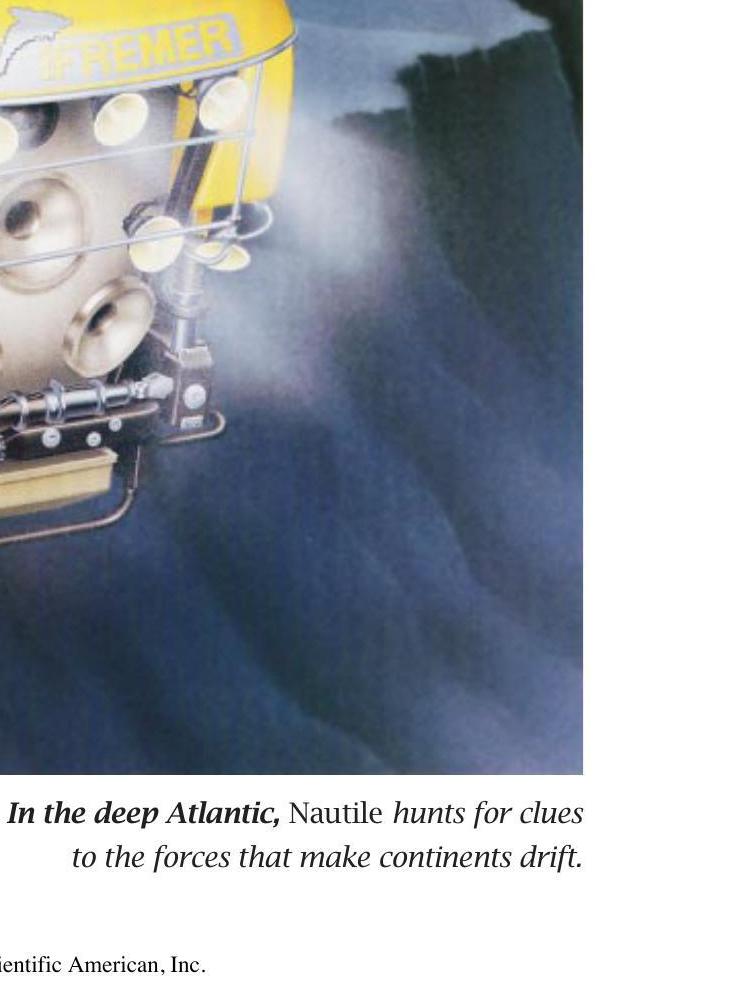 IFREMER
In the deep Atlantic, Nautile hunts for clues
to the forces that make continents drift.
ientific American, Inc.